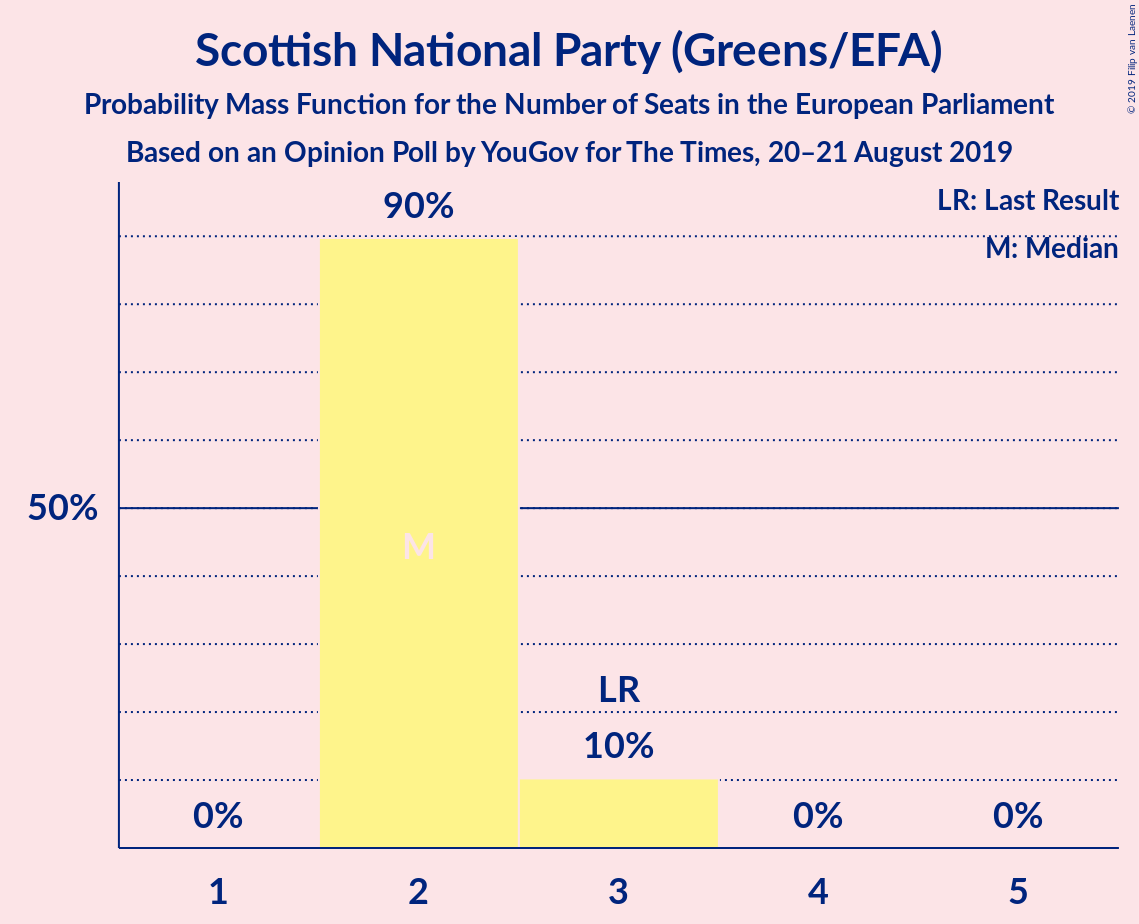 Scottish National Party (Greens/EFA)
Probability Mass Function for the Number of Seats in the European Parliament
Based on an Opinion Poll by YouGov for The Times, 20–21 August 2019
© 2019 Filip van Laenen
LR: Last Result
M: Median
90%
50%
M
LR
10%
0%
0%
0%
1
2
3
4
5